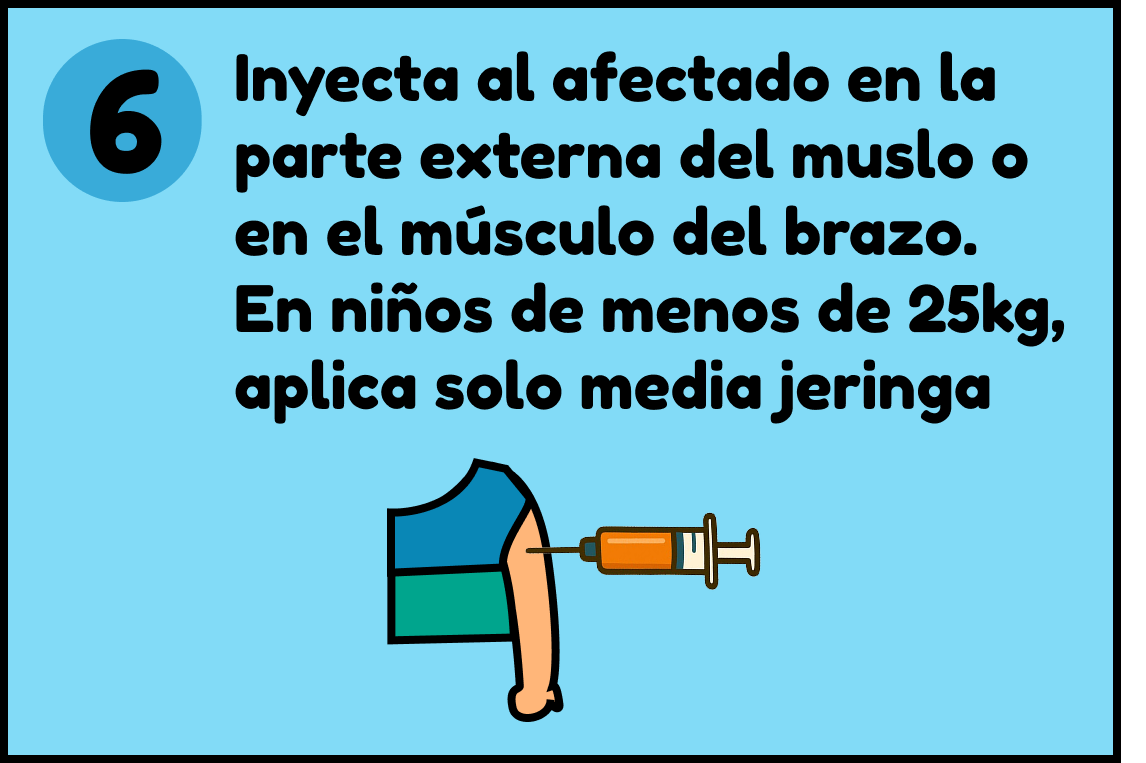 6
Inyecta al afectado en la
parte externa del muslo o
en el músculo del brazo.
En niños de menos de 25kg,
aplica solo media jeringa